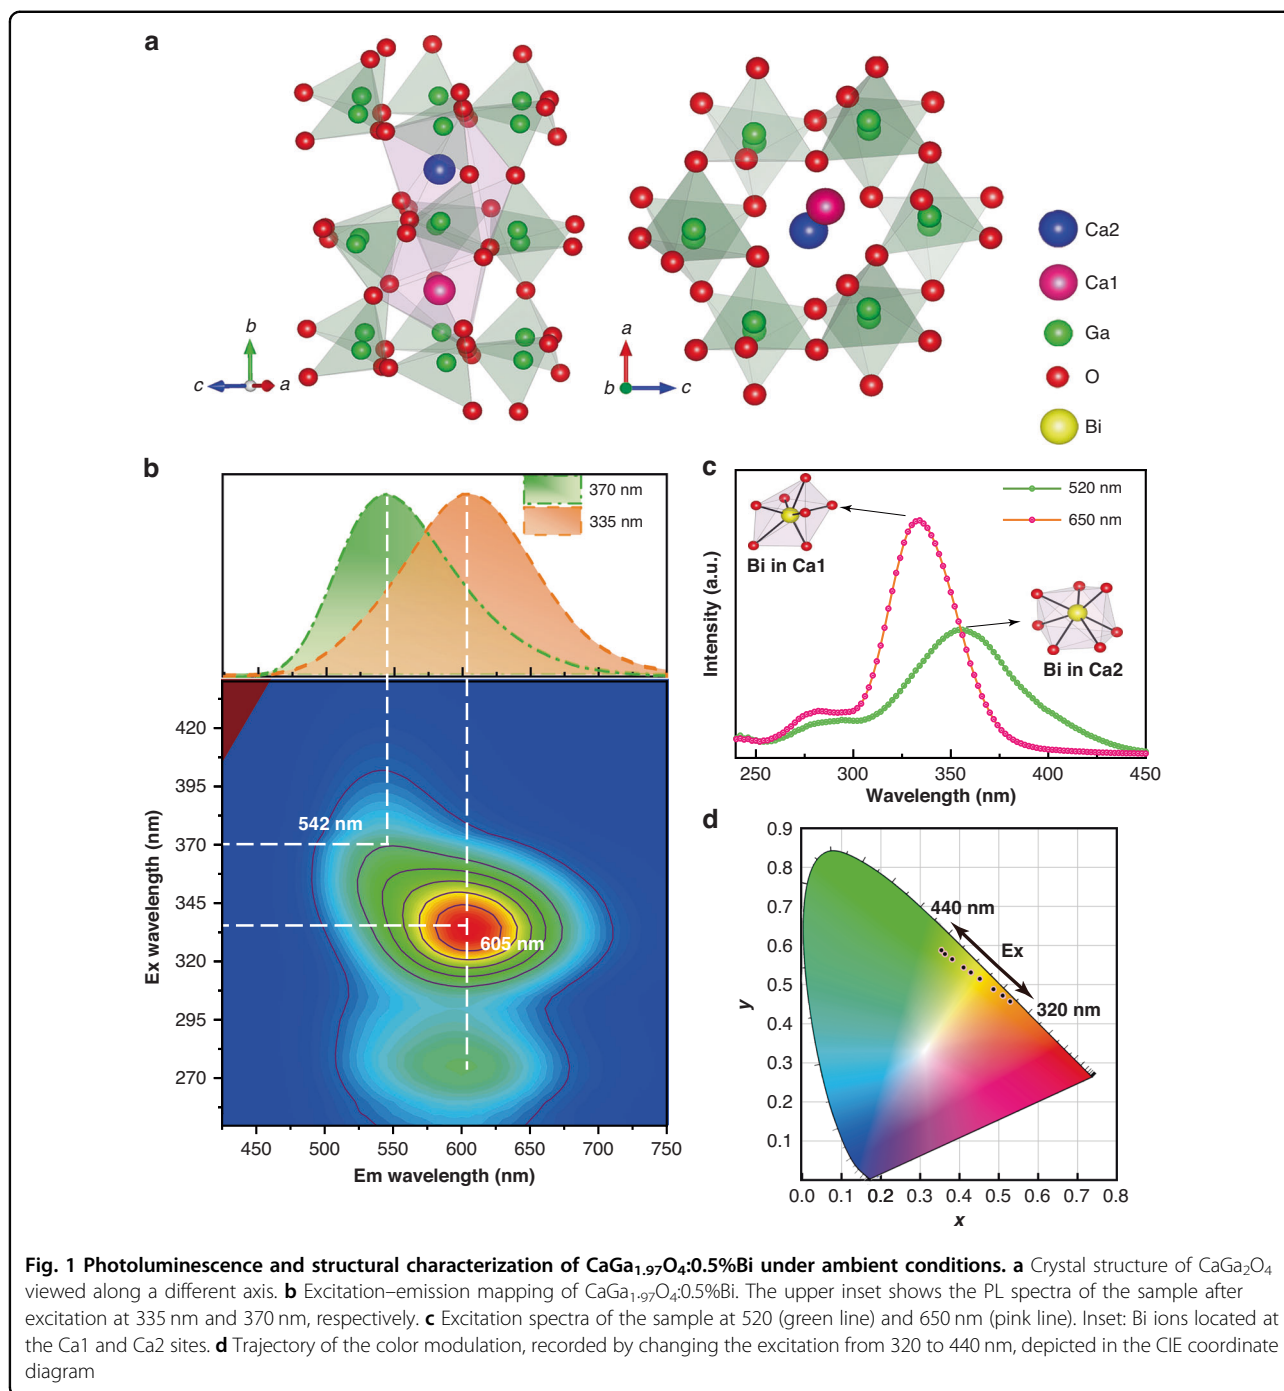 a
b
c
a
a
b
c
Ca2
Ca1
Ga
O
Bi
b
370 nm
335 nm
420
395
370
345
320
295
270
542 nm
605 nm
Ex wavelength (nm)
450
500
550
600
650
700
750
Em wavelength (nm)
c
520 nm
650 nm
Bi in Ca1
Bi in Ca2
Intensity (a.u.)
250
300
350
400
450
Wavelength (nm)
d
0.9
0.8
0.7
0.6
0.5
0.4
0.3
0.2
0.1
y
440 nm
Ex
320 nm
0.0
0.1
0.2
0.3
0.4
0.5
0.6
0.7
0.8
x
Fig. 1 Photoluminescence and structural characterization of CaGa1.97O4:0.5%Bi under ambient conditions. a Crystal structure of CaGa2O4
viewed along a different axis. b Excitation–emission mapping of CaGa1.97O4:0.5%Bi. The upper inset shows the PL spectra of the sample after
excitation at 335 nm and 370 nm, respectively. c Excitation spectra of the sample at 520 (green line) and 650 nm (pink line). Inset: Bi ions located at
the Ca1 and Ca2 sites. d Trajectory of the color modulation, recorded by changing the excitation from 320 to 440 nm, depicted in the CIE coordinate
diagram